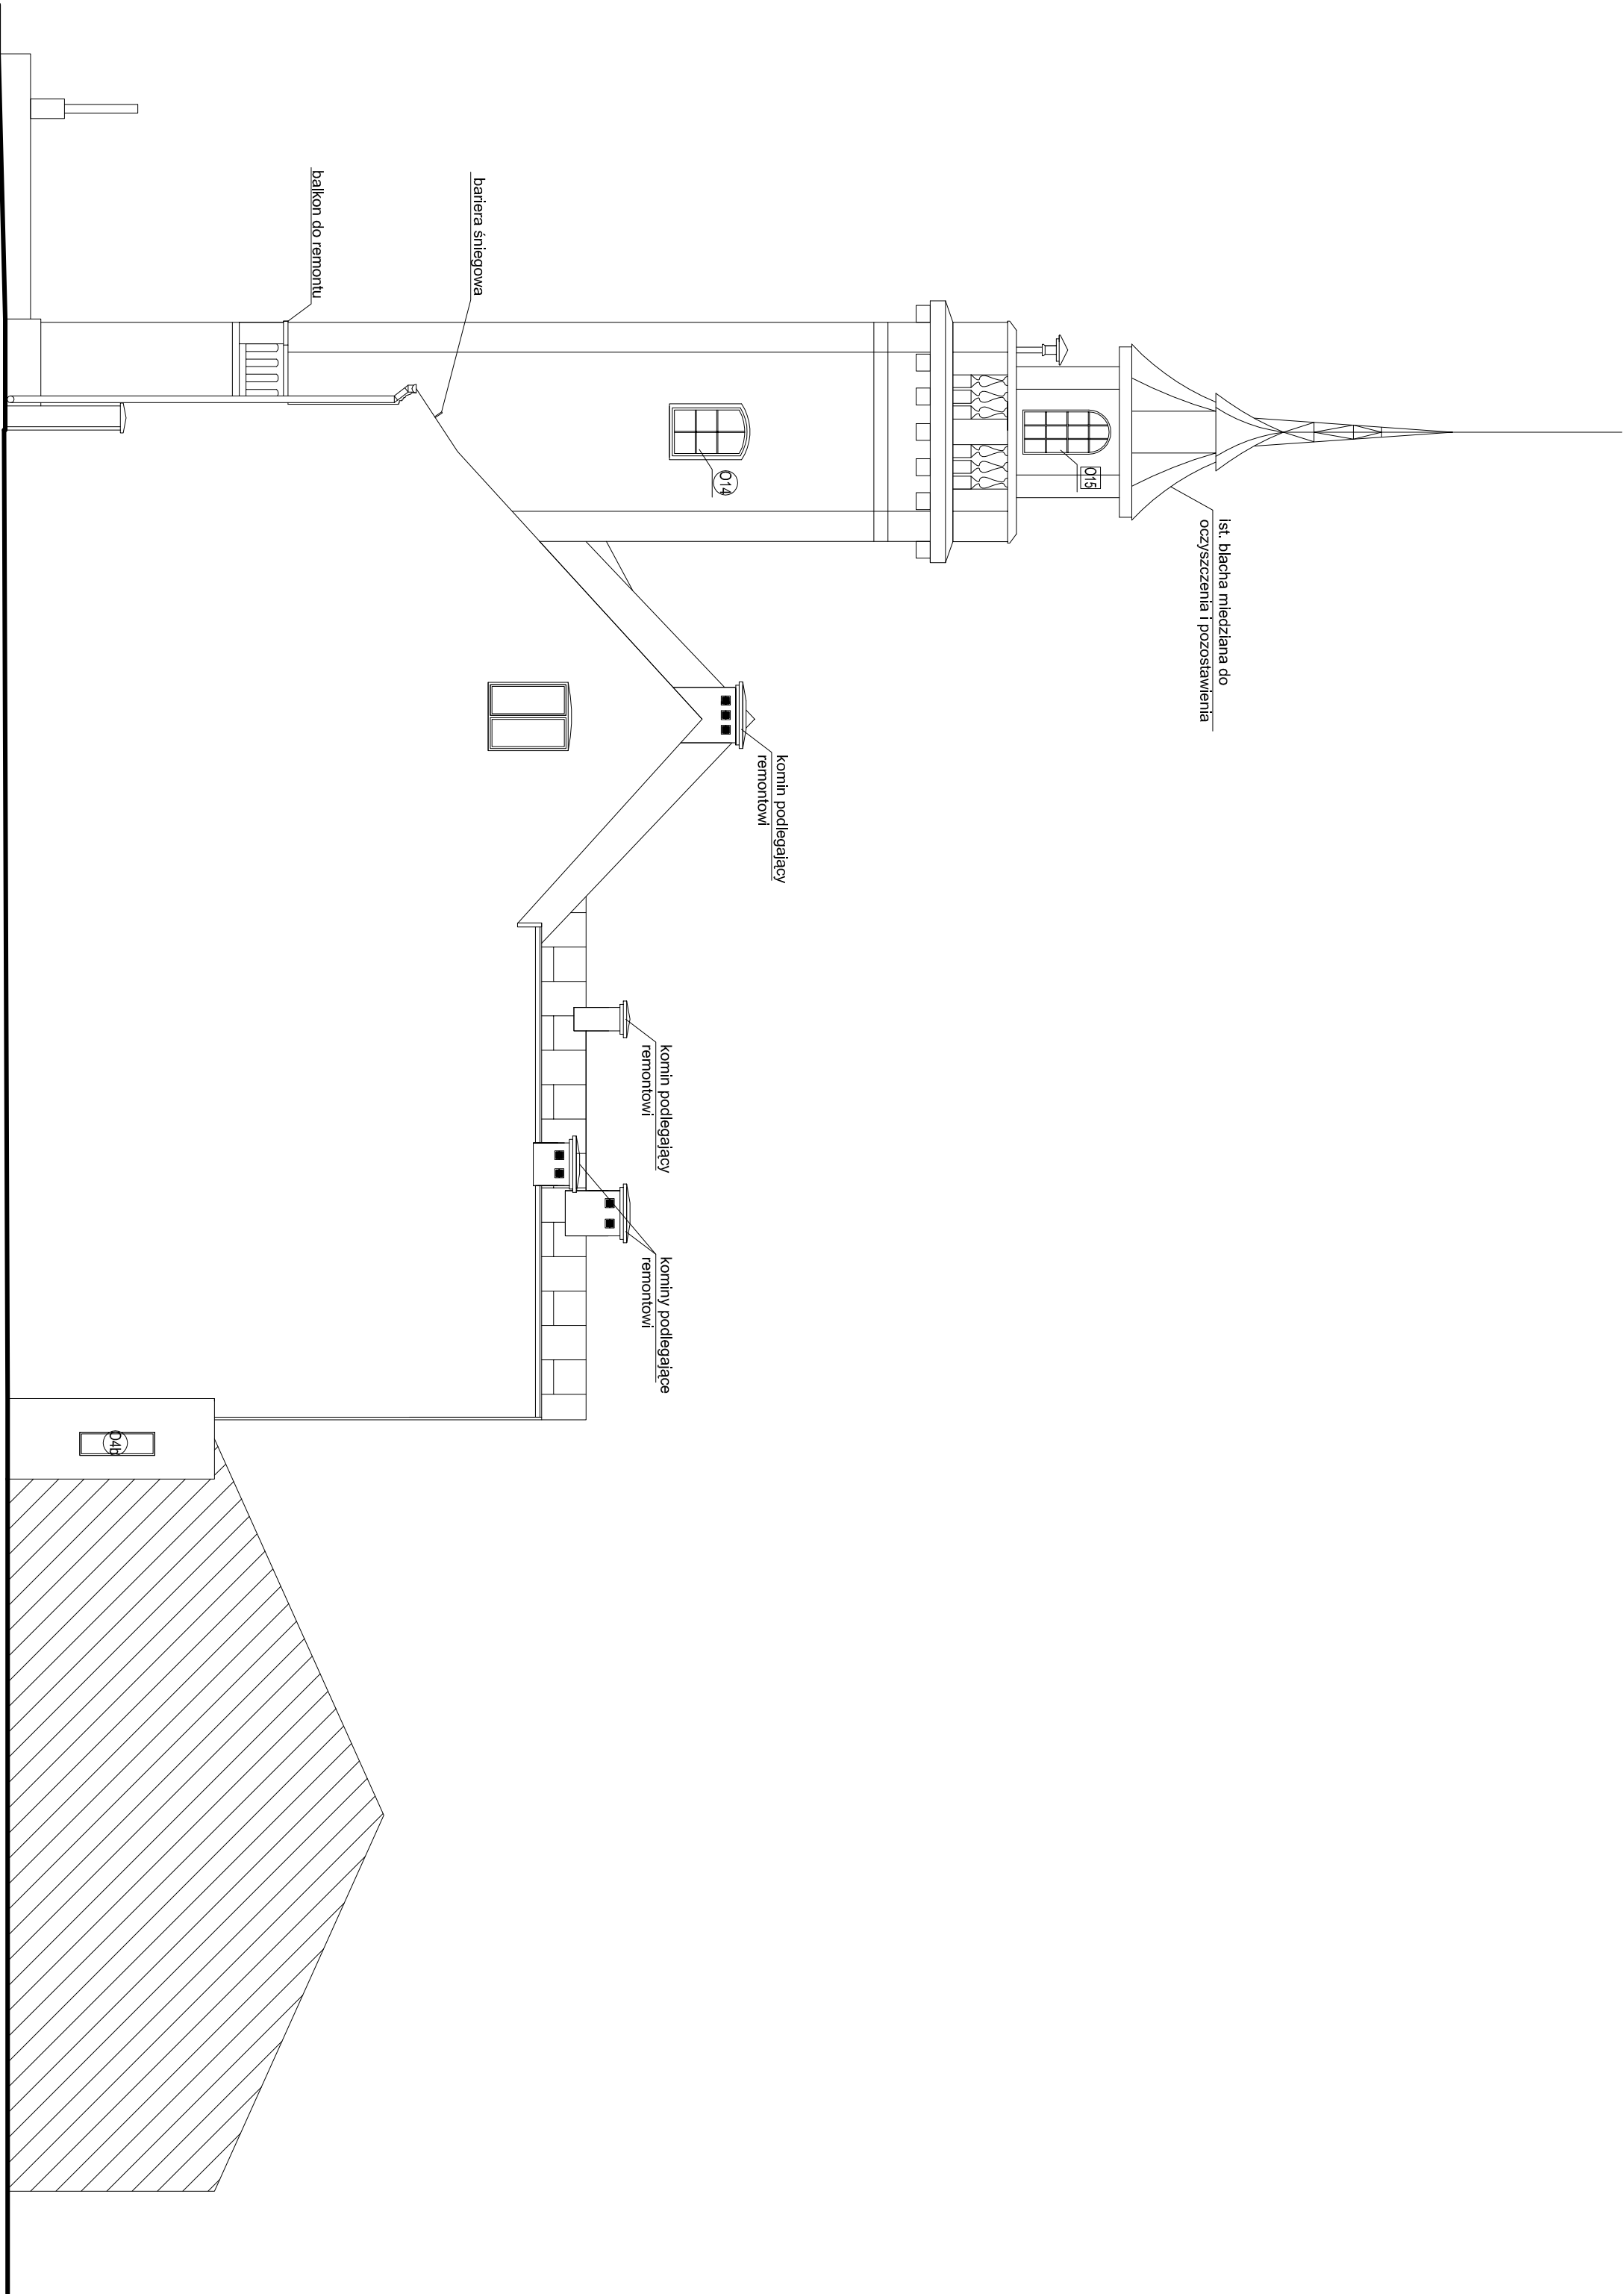 balkon do remontu
bariera śniegowa
O14
O15
ist. blacha miedziana do
oczyszczenia i pozostawienia
komin podlegający
remontowi
komin podlegający
remontowi
kominy podlegające
remontowi
O4b